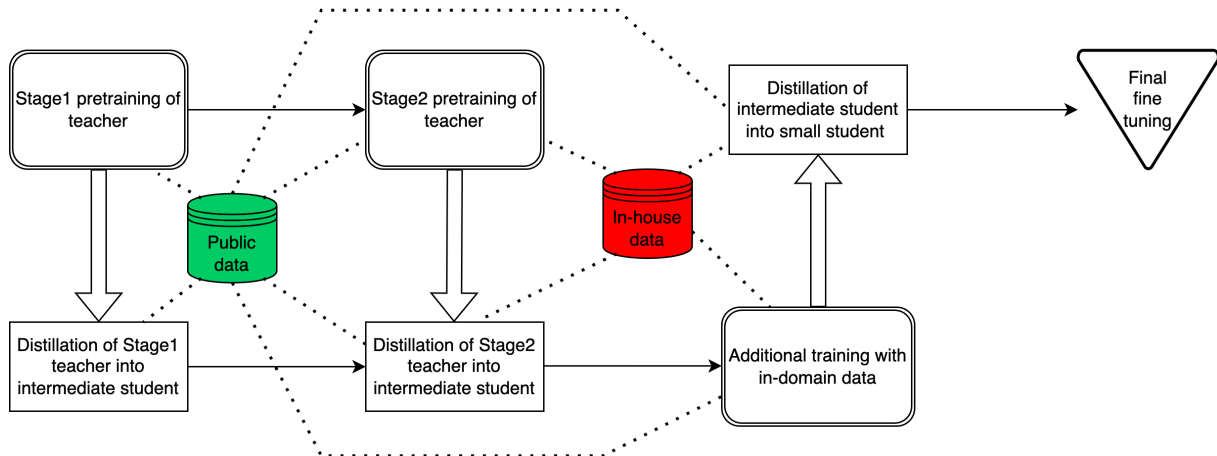 Stage1 pretraining of
teacher
Stage2 pretraining of
teacher
Distillation of
intermediate student
into small student
Final
fine
tuning
Public
data
In-house
data
Distillation of Stage1
teacher into
intermediate student
Distillation of Stage2
teacher into
intermediate student
Additional training with
in-domain data